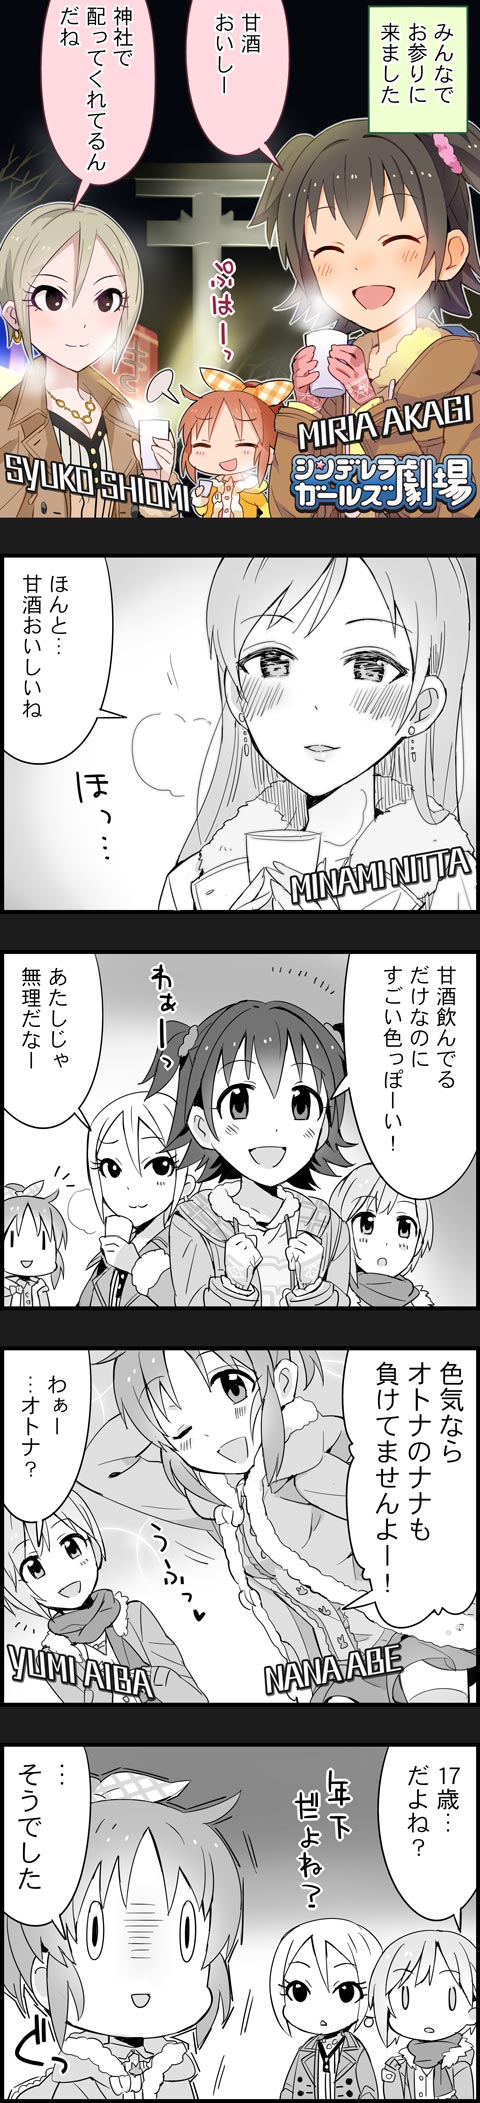 みんなで
お参りに
来ました
甘酒
おいしー
神社で
配ってくれてるん
だね
ぷはーっ
MIRIA AKAGI
SYUKO SHIOMI
シンデレラ
ガールズ劇場
ほんと…
甘酒おいしいね
ほっ…
MINAMI NITTA
甘酒飲んでる
だけなのに
すごい色っぽーい!
わぁーっ
あたしじゃ
無理だなー
色気なら
オトナのナナも
負けてませんよー!
うーふっ♥
わぁー
…オトナ?
YUMI AIBA
NANA ABE
17歳…
だよね?
年下
だよね?
…
そうでした